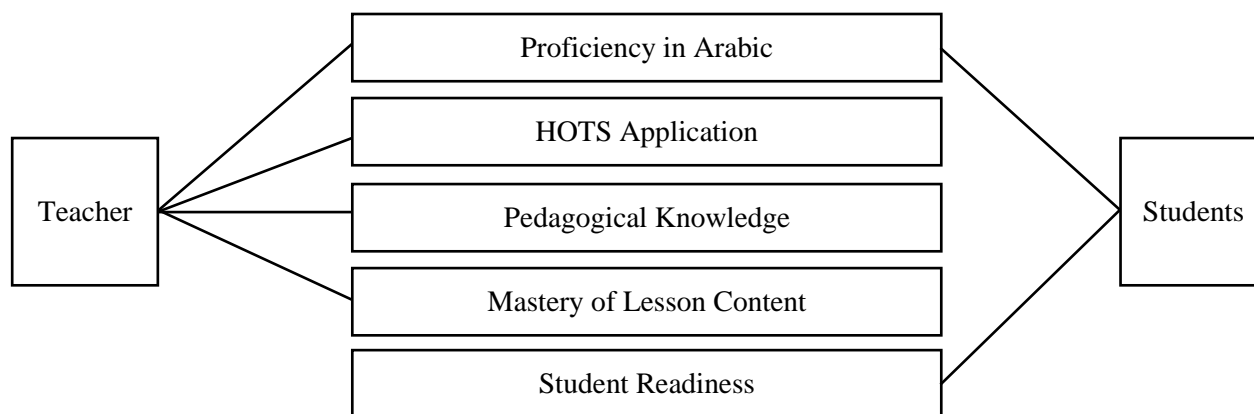 Proficiency in Arabic
HOTS Application
Teacher
Pedagogical Knowledge
Students
Mastery of Lesson Content
Student Readiness